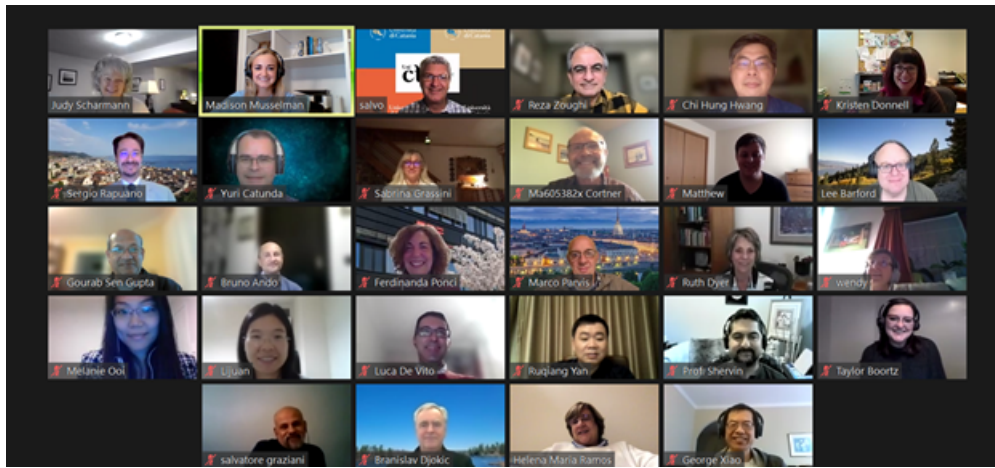 Judy Scharmann
Madison Musselman
salvo
Reza Zoughi
Chi Hung Hwang
Kristen Donnell
Sergio Rapuano
Yuri Catunda
Sabrina Grassini
Ma605382x Cortner
Matthew
Lee Barford
Gourab Sen Gupta
Bruno Ando
Ferdinanda Ponci
Marco Parvis
Ruth Dyer
wendy
Melanie Ooi
Lijuan
Luca De Vito
Ruqiang Yan
Prof. Shervin
Taylor Boortz
salvatore graziani
Branislav Djokic
Helena Maria Ramos
George Xiao